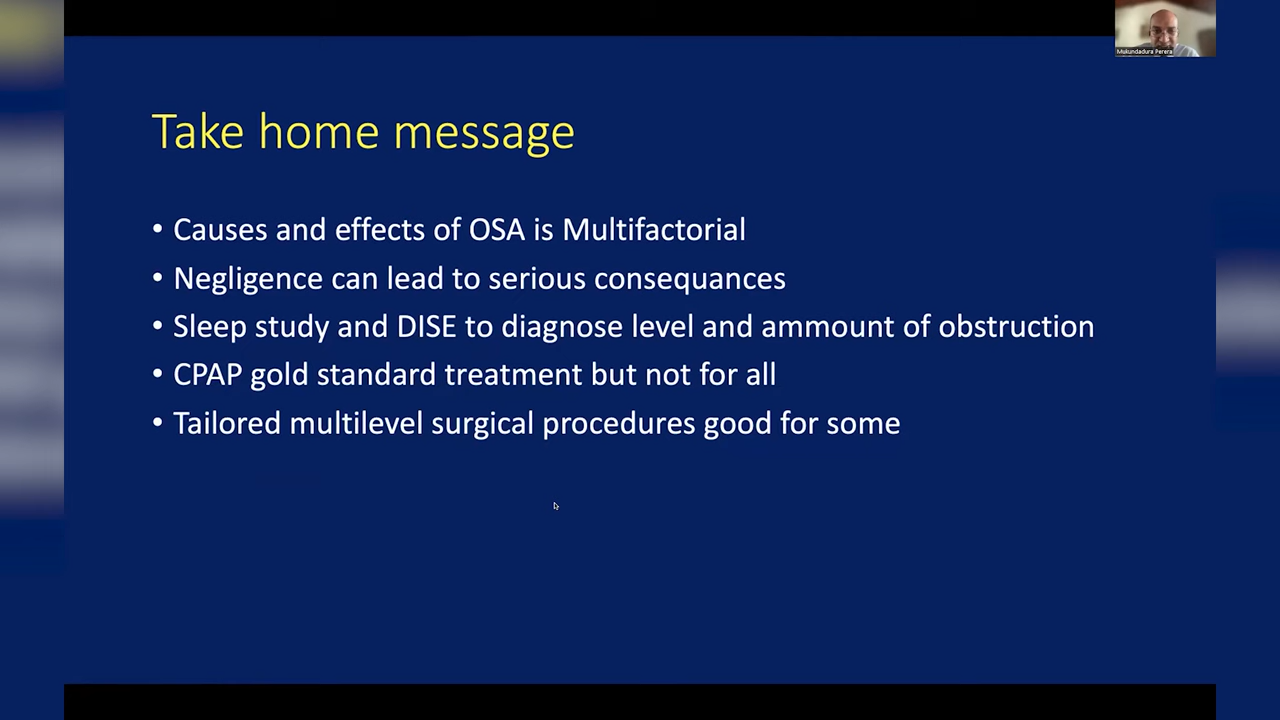 Mukundadura Perera
Take home message
• Causes and effects of OSA is Multifactorial
• Negligence can lead to serious consequances
• Sleep study and DISE to diagnose level and ammount of obstruction
• CPAP gold standard treatment but not for all
• Tailored multilevel surgical procedures good for some